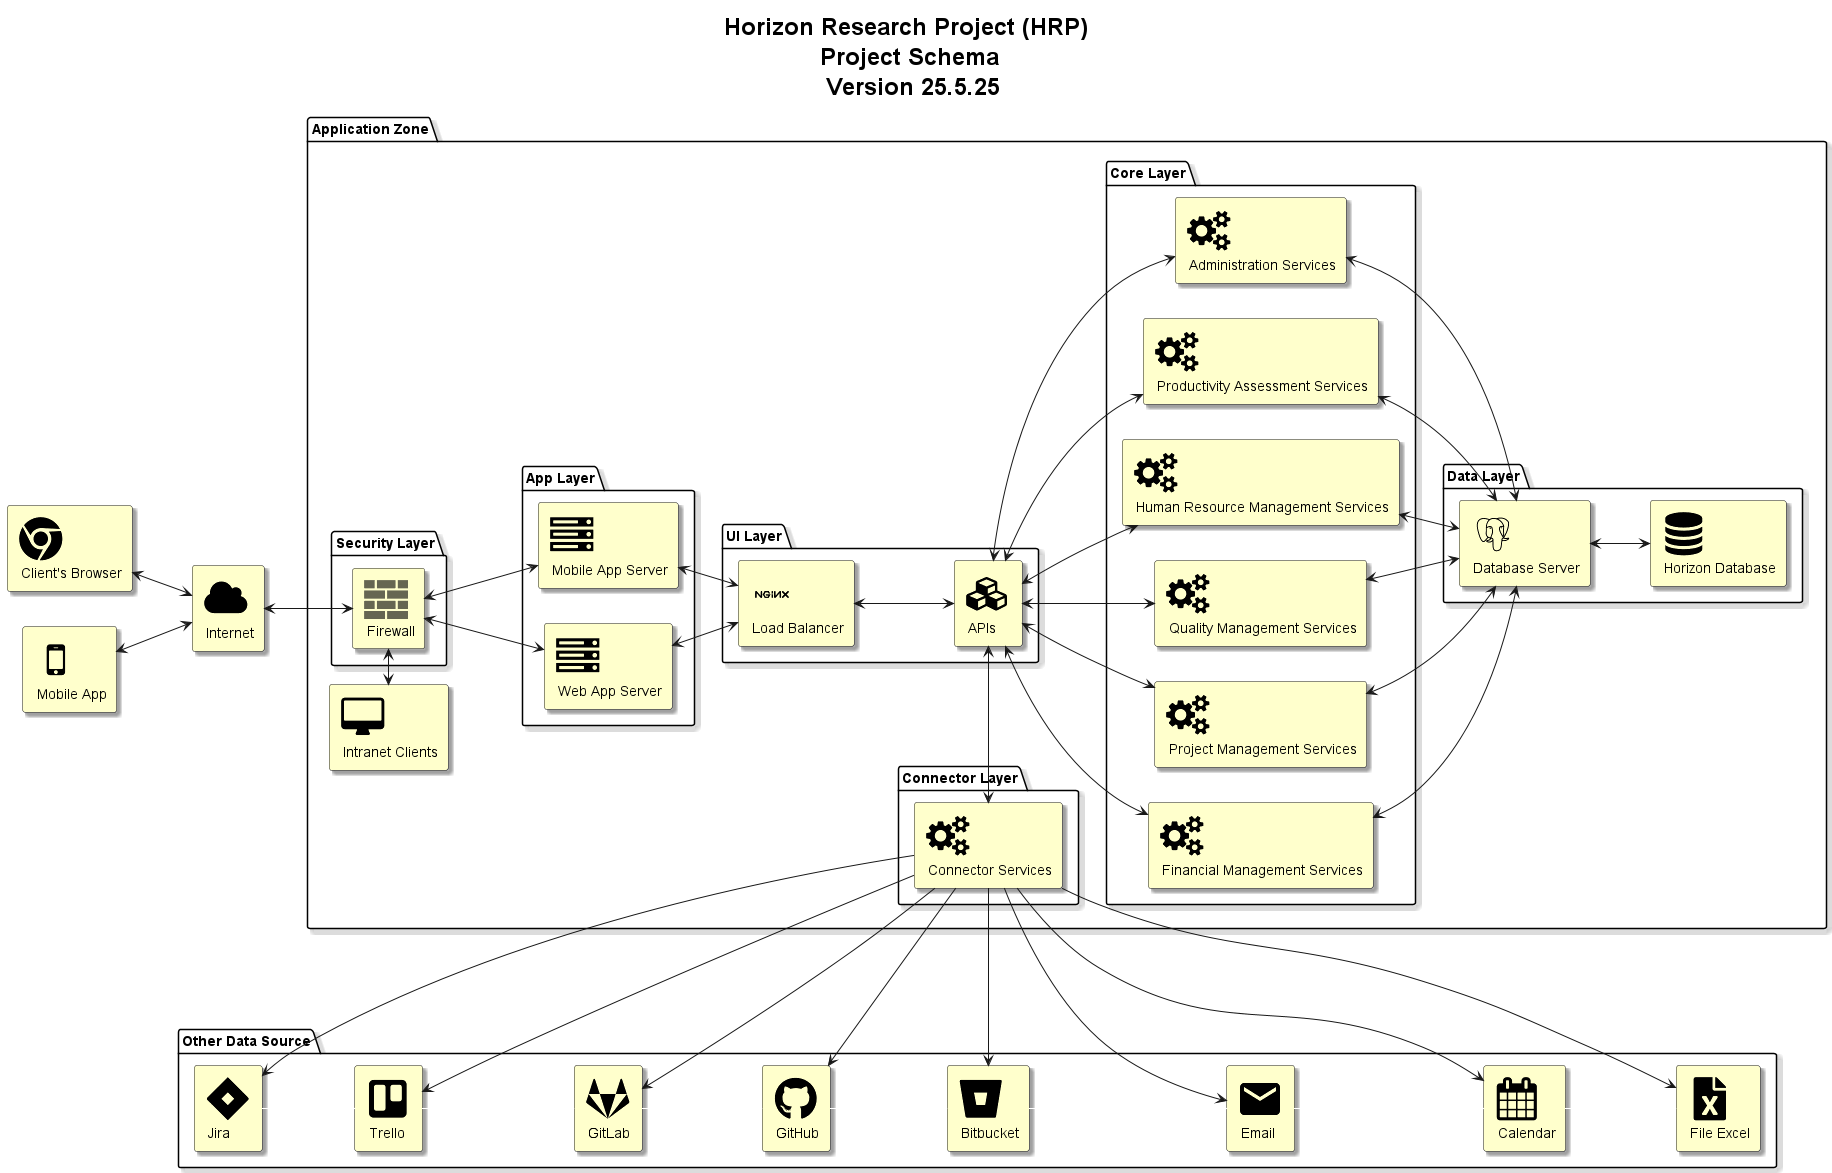 Horizon Research Project (HRP)
Project Schema
Version 25.5.25
Application Zone
Core Layer
Administration Services
Productivity Assessment Services
Human Resource Management Services
Quality Management Services
Project Management Services
Financial Management Services
Data Layer
Database Server
Horizon Database
App Layer
Mobile App Server
Web App Server
UI Layer
NGINX
Load Balancer
APIs
Security Layer
Firewall
Intranet Clients
Client's Browser
Internet
Mobile App
Connector Layer
Connector Services
Other Data Source
Jira
Trello
GitLab
GitHub
Bitbucket
Email
Calendar
X
File Excel